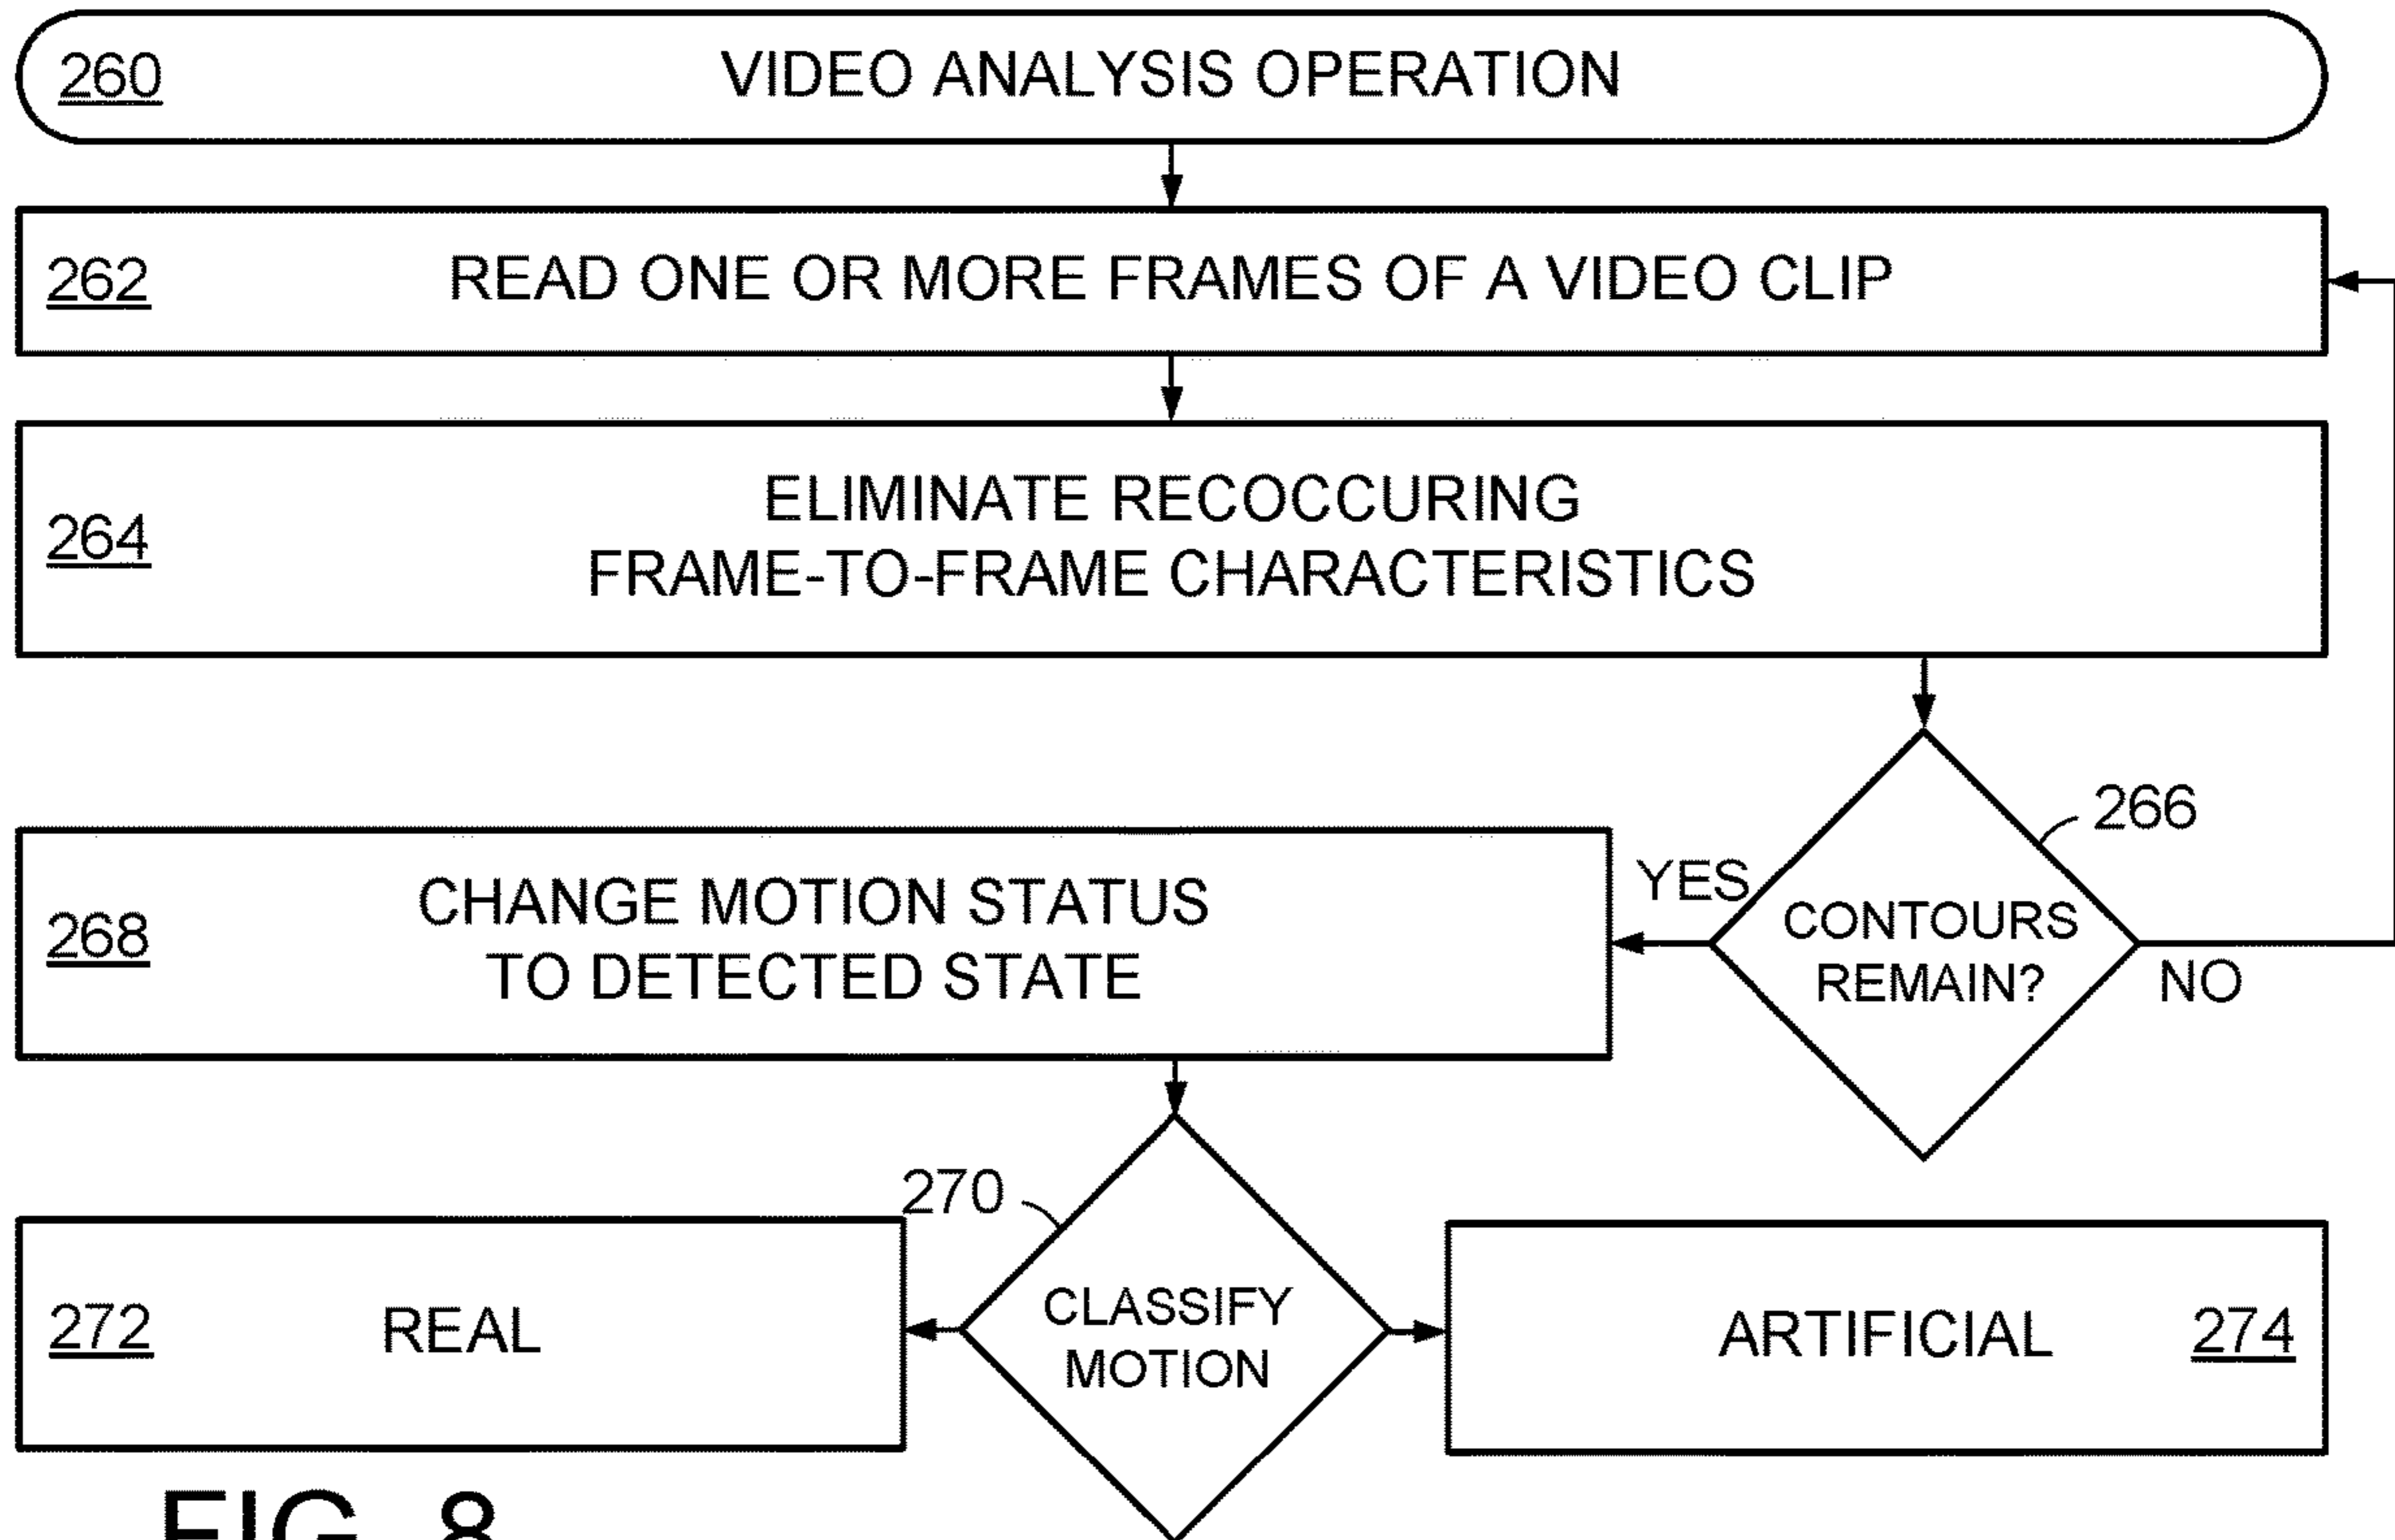 260 VIDEO ANALYSIS OPERATION
262 READ ONE OR MORE FRAMES OF A VIDEO CLIP
264
ELIMINATE RECOCCURING
FRAME-TO-FRAME CHARACTERISTICS
266
YES
CONTOURS
REMAIN?
NO
268
CHANGE MOTION STATUS
TO DETECTED STATE
270
CLASSIFY
MOTION
272 REAL
ARTIFICIAL 274
FIG. 8